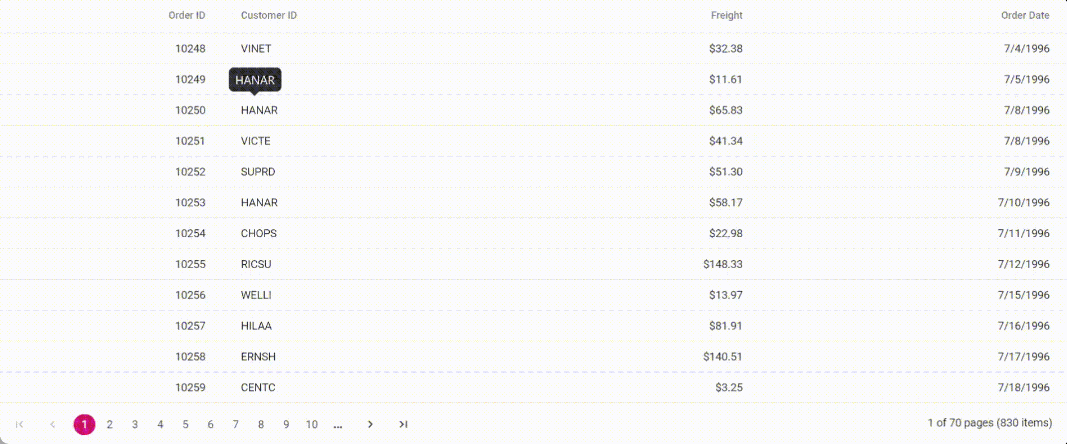 Order ID Customer ID Freight Order Date
10248 VINET $32.38 7/4/1996
10249 HANAR $11.61 7/5/1996
10250 HANAR $65.83 7/8/1996
10251 VICTE $41.34 7/8/1996
10252 SUPRD $51.30 7/9/1996
10253 HANAR $58.17 7/10/1996
10254 CHOPS $22.98 7/11/1996
10255 RICSU $148.33 7/12/1996
10256 WELLI $13.97 7/15/1996
10257 HILAA $81.91 7/16/1996
10258 ERNSH $140.51 7/17/1996
10259 CENTC $3.25 7/18/1996
1 2 3 4 5 6 7 8 9 10 ... 1 of 70 pages (830 items)